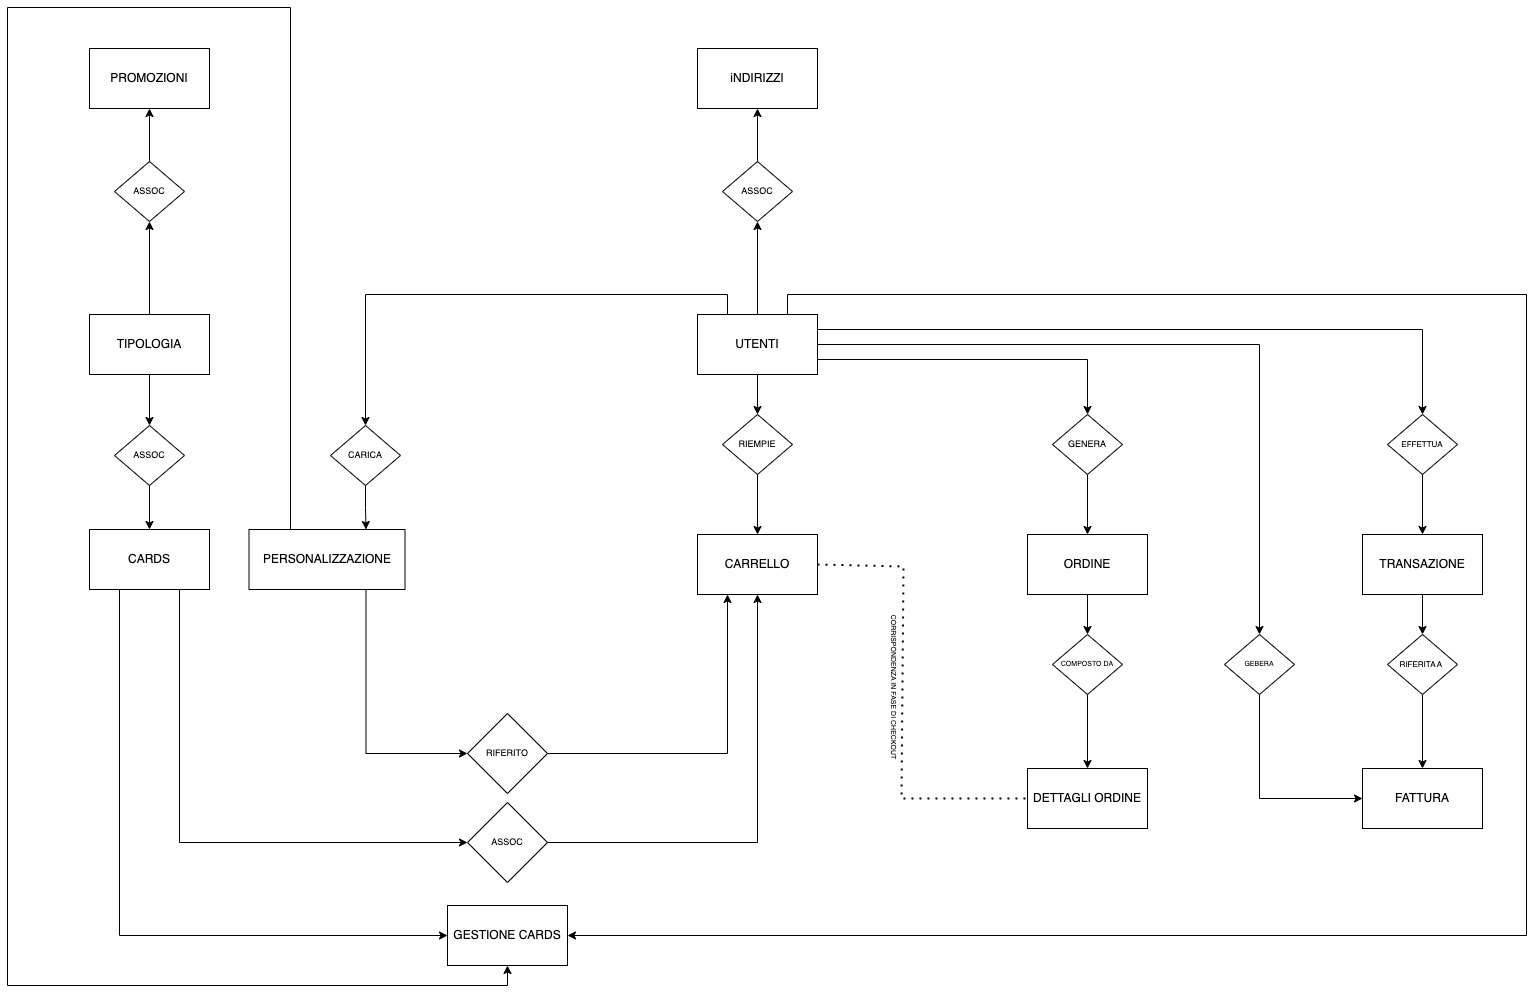 PROMOZIONI
iNDIRIZZI
ASSOC
ASSOC
TIPOLOGIA
UTENTI
ASSOC
CARICA
RIEMPIE
GENERA
EFFETTUA
CARDS
PERSONALIZZAZIONE
CARRELLO
ORDINE
TRANSAZIONE
CORRISPONDENZA IN FASE DI CHECKOUT
COMPOSTO DA
GEBERA
RIFERITA A
RIFERITO
DETTAGLI ORDINE
FATTURA
ASSOC
GESTIONE CARDS